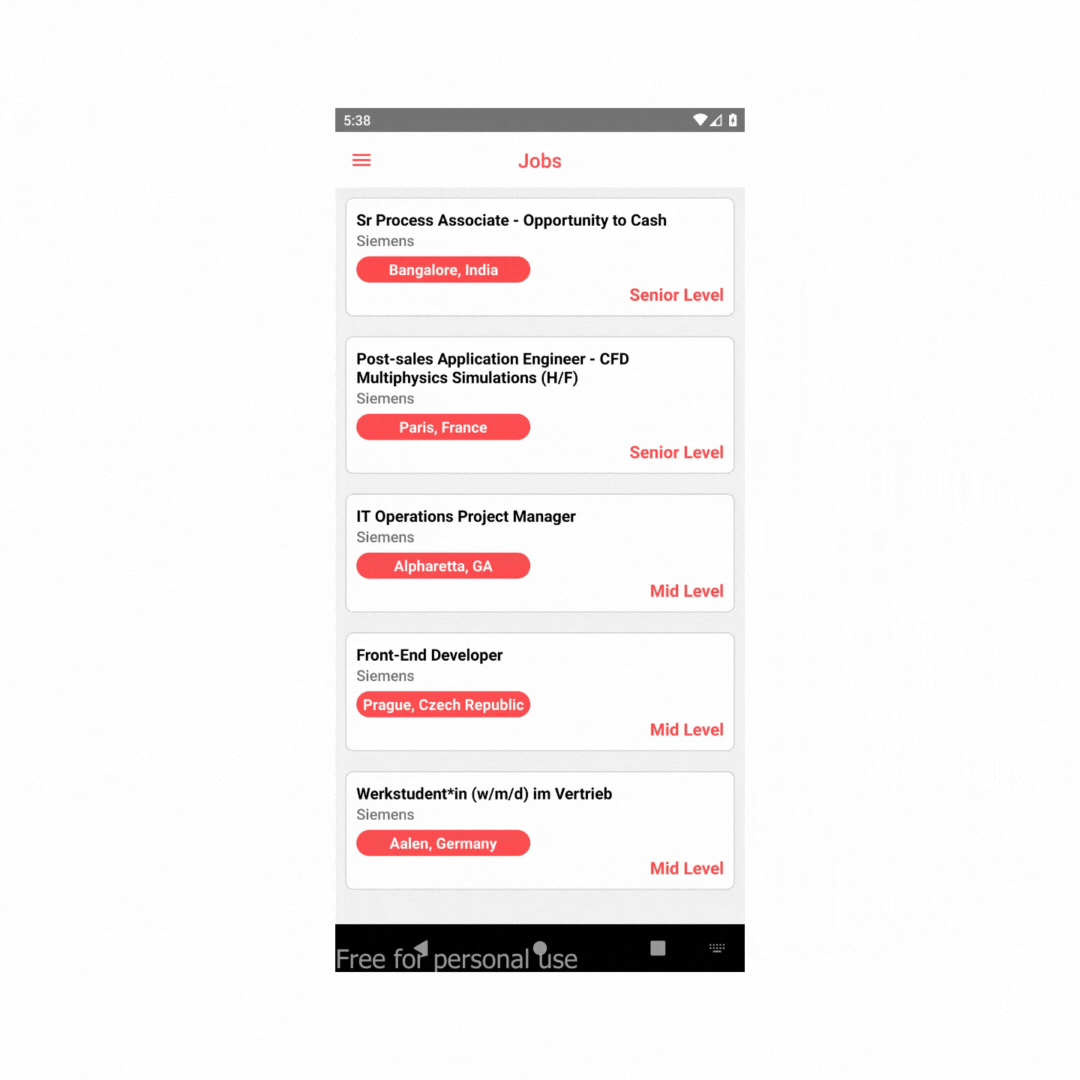 5:38
Jobs
Sr Process Associate - Opportunity to Cash
Siemens
Bangalore, India
Senior Level
Post-sales Application Engineer - CFD
Multiphysics Simulations (H/F)
Siemens
Paris, France
Senior Level
IT Operations Project Manager
Siemens
Alpharetta, GA
Mid Level
Front-End Developer
Siemens
Prague, Czech Republic
Mid Level
Werkstudent*in (w/m/d) im Vertrieb
Siemens
Aalen, Germany
Mid Level
Free for personal use